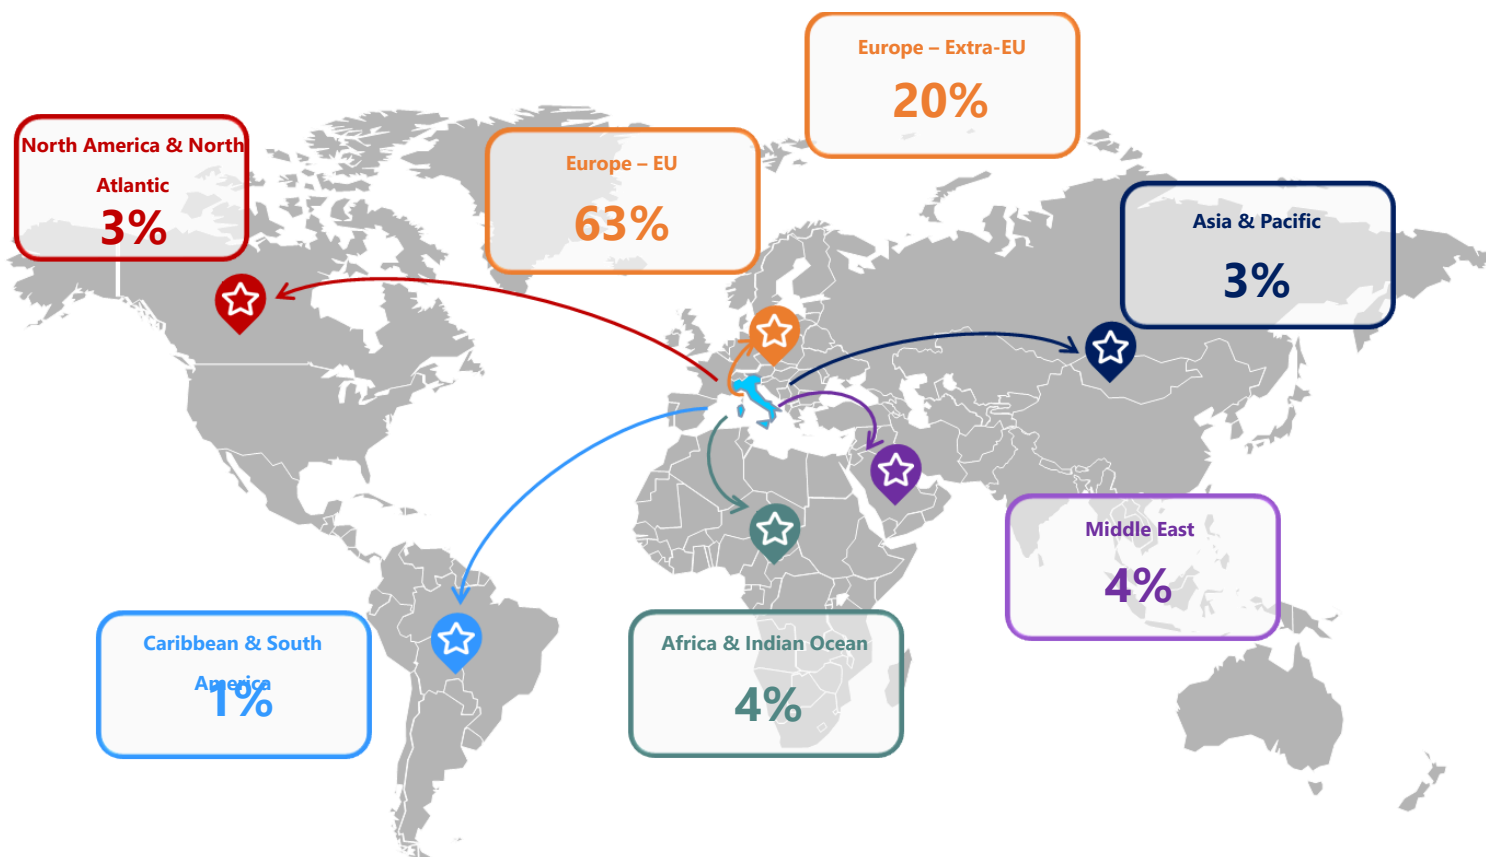 Europe – Extra-EU
20%
North America & North
Atlantic
3%
Europe – EU
63%
Asia & Pacific
3%
Middle East
4%
Caribbean & South
America
1%
Africa & Indian Ocean
4%